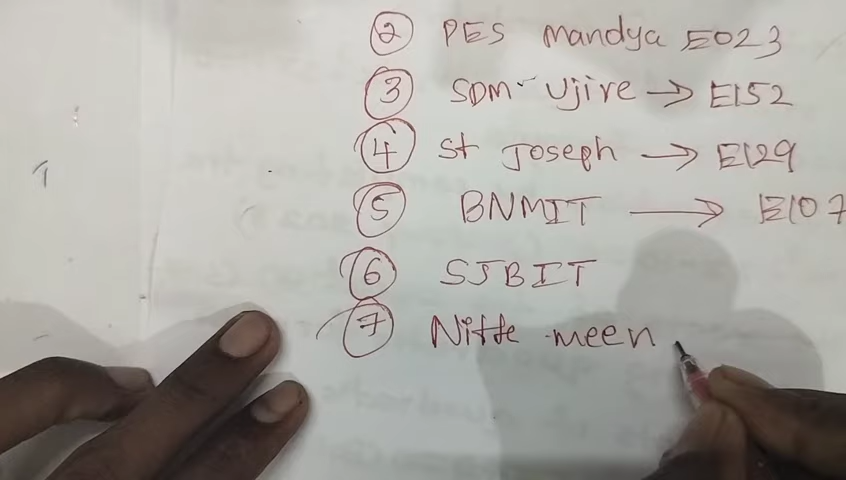 ② PES Mandya E023
③ SDM Ujire → E152
④ St Joseph → E129
⑤ BNMIT → E107
⑥ SJBIT
⑦ Nitte meen